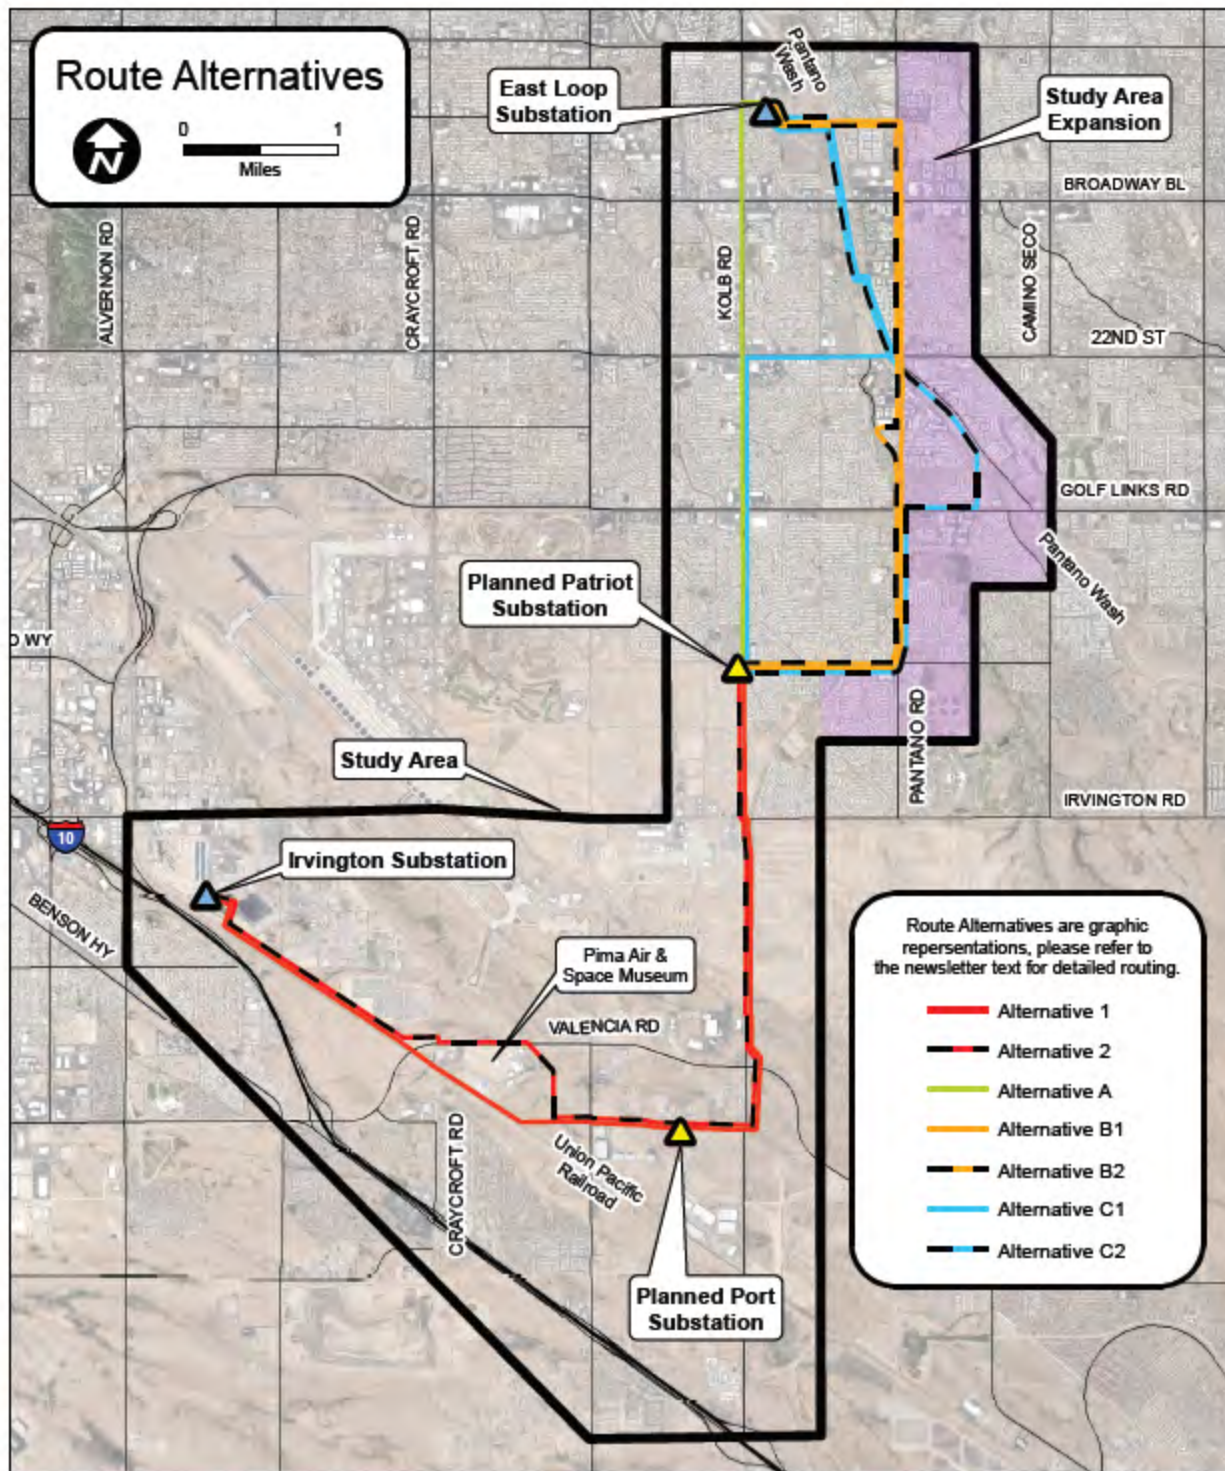 Route Alternatives
N
0 1
Miles
East Loop
Substation
Pantano
Wash
Study Area
Expansion
BROADWAY BL
ALVERNON RD
CRAYCROFT RD
KOLB RD
CAMINO SECO
22ND ST
GOLF LINKS RD
Pantano Wash
Planned Patriot
Substation
O WY
PANTANO RD
Study Area
IRVINGTON RD
10
Irvington Substation
BENSON HY
Pima Air &
Space Museum
VALENCIA RD
CRAYCROFT RD
Union Pacific
Railroad
Planned Port
Substation
Route Alternatives are graphic
repersentations, please refer to
the newsletter text for detailed routing.
Alternative 1
Alternative 2
Alternative A
Alternative B1
Alternative B2
Alternative C1
Alternative C2